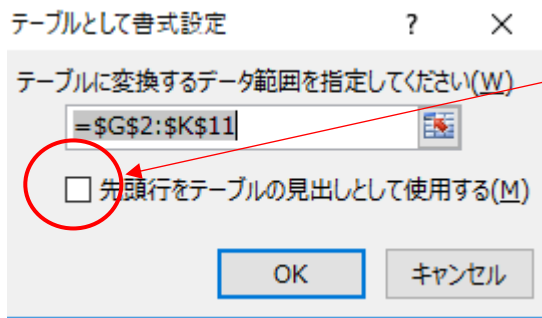 テーブルとして書式設定 ? ×
テーブルに変換するデータ範囲を指定してください(W)
=$G$2:$K$11
先頭行をテーブルの見出しとして使用する(M)
OK キャンセル